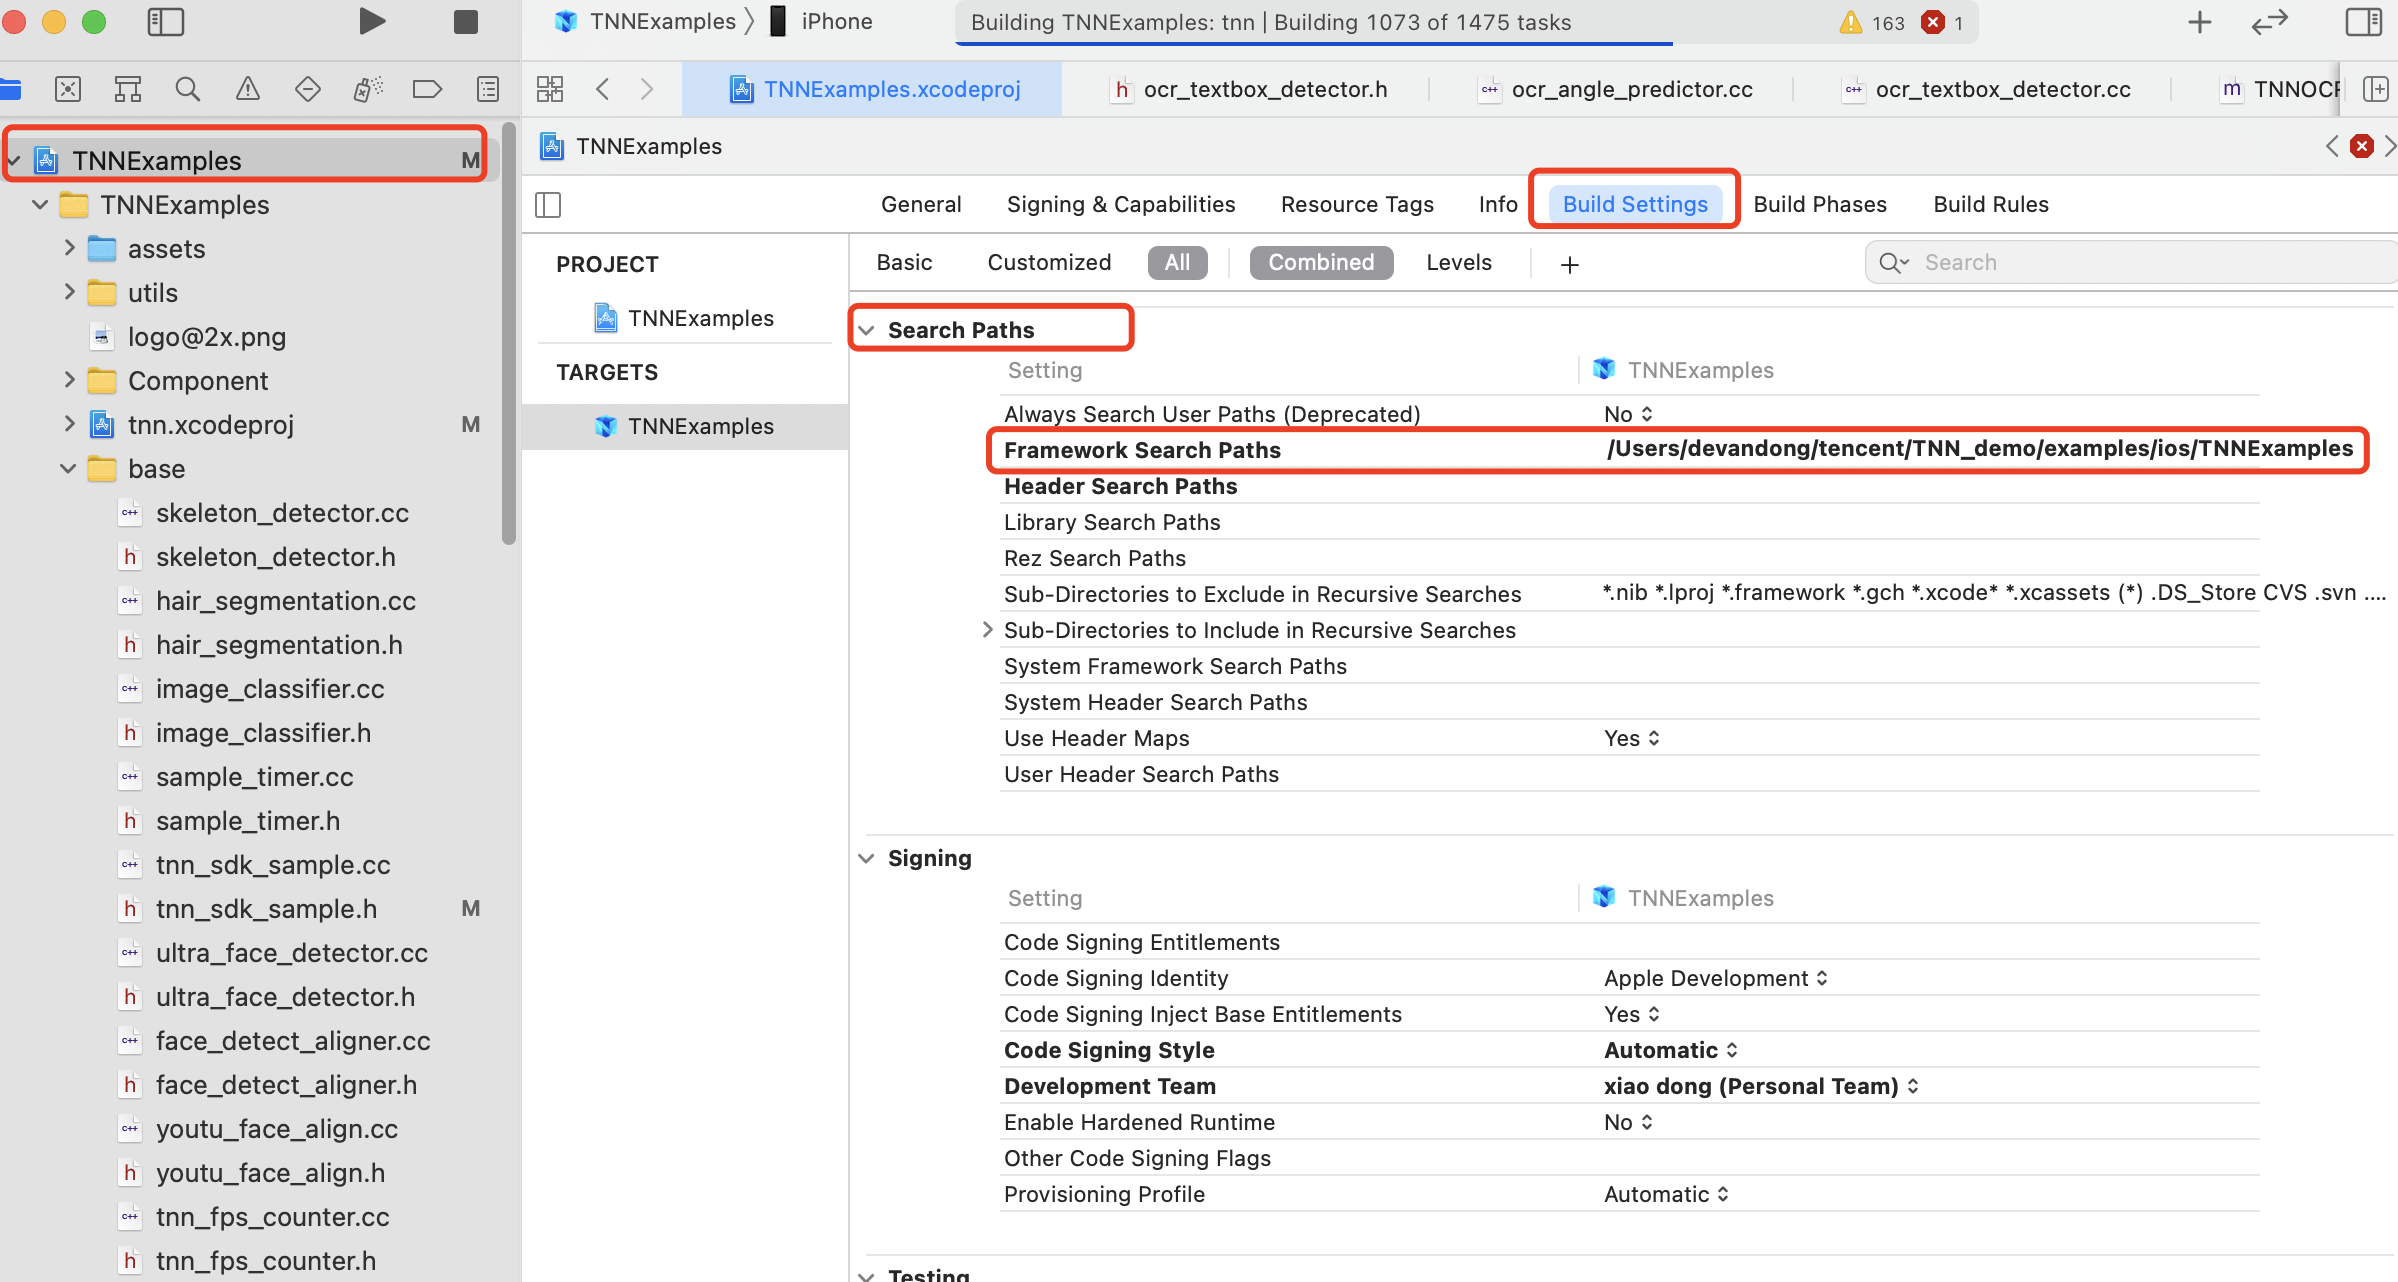 TNNExamples 〉 iPhone
Building TNNExamples: tnn | Building 1073 of 1475 tasks
163
1
TNNExamples.xcodeproj
h ocr_textbox_detector.h
c++ ocr_angle_predictor.cc
c++ ocr_textbox_detector.cc
m TNNOCR
TNNExamples M
TNNExamples
assets
utils
logo@2x.png
Component
tnn.xcodeproj M
base
c++ skeleton_detector.cc
h skeleton_detector.h
c++ hair_segmentation.cc
h hair_segmentation.h
c++ image_classifier.cc
h image_classifier.h
c++ sample_timer.cc
h sample_timer.h
c++ tnn_sdk_sample.cc
h tnn_sdk_sample.h M
c++ ultra_face_detector.cc
h ultra_face_detector.h
c++ face_detect_aligner.cc
h face_detect_aligner.h
c++ youtu_face_align.cc
h youtu_face_align.h
c++ tnn_fps_counter.cc
h tnn_fps_counter.h
TNNExamples
General Signing & Capabilities Resource Tags Info Build Settings Build Phases Build Rules
PROJECT
TNNExamples
TARGETS
TNNExamples
Basic Customized All Combined Levels + Search
Search Paths
Setting TNNExamples
Always Search User Paths (Deprecated) No
Framework Search Paths /Users/devandong/tencent/TNN_demo/examples/ios/TNNExamples
Header Search Paths
Library Search Paths
Rez Search Paths
Sub-Directories to Exclude in Recursive Searches *.nib *.lproj *.framework *.gch *.xcode* *.xcassets (*) .DS_Store CVS .svn ....
Sub-Directories to Include in Recursive Searches
System Framework Search Paths
System Header Search Paths
Use Header Maps Yes
User Header Search Paths
Signing
Setting TNNExamples
Code Signing Entitlements
Code Signing Identity Apple Development
Code Signing Inject Base Entitlements Yes
Code Signing Style Automatic
Development Team xiao dong (Personal Team)
Enable Hardened Runtime No
Other Code Signing Flags
Provisioning Profile Automatic
Testing